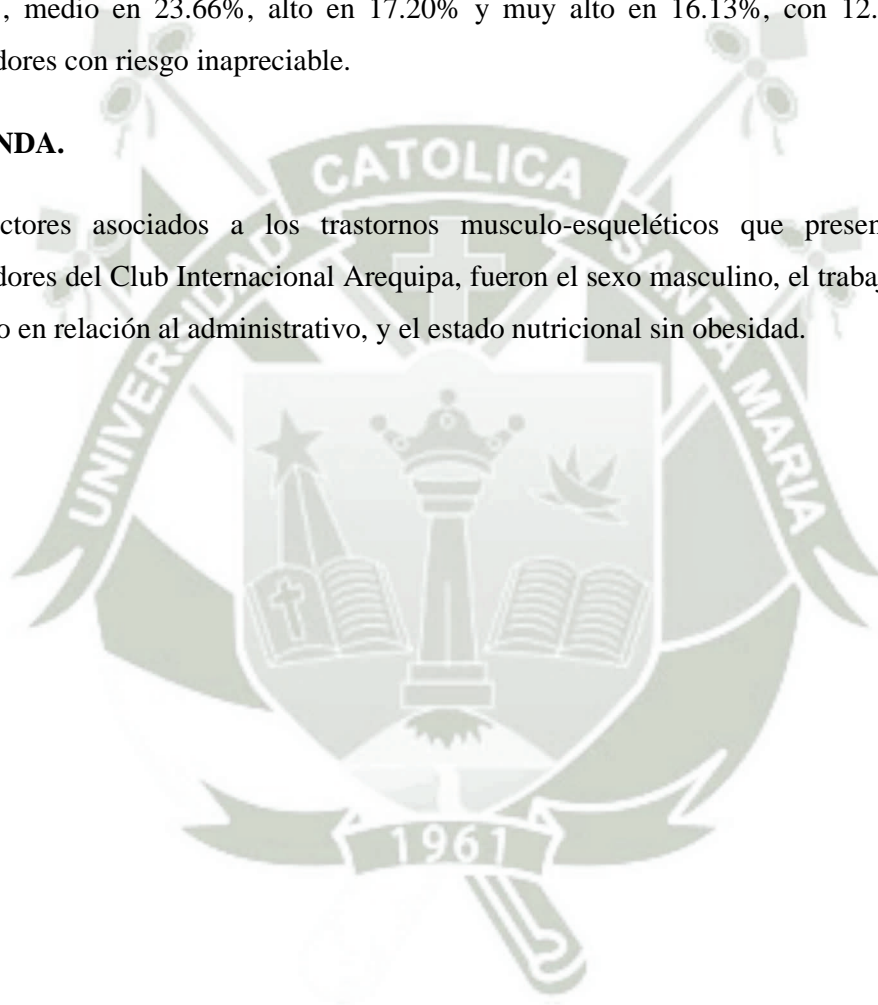 , medio en 23.66%, alto en 17.20% y muy alto en 16.13%, con 12.
dores con riesgo inapreciable.
NDA.
ctores asociados a los trastornos musculo-esqueléticos que presen
dores del Club Internacional Arequipa, fueron el sexo masculino, el trabaj
o en relación al administrativo, y el estado nutricional sin obesidad.
UNIVERSIDAD CATOLICA SANTA MARIA
1961